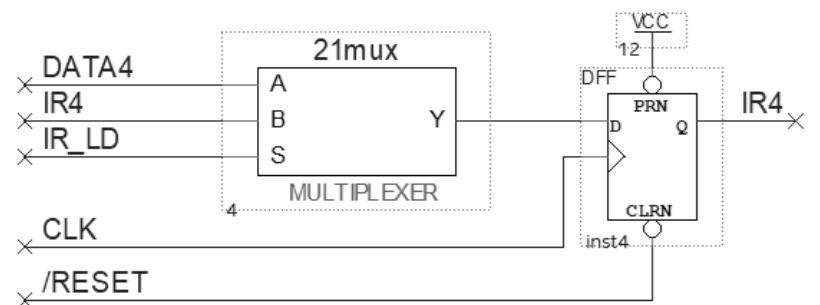 VCC
12
21mux
DATA4
A
IR4
B
Y
IR_LD
S
MULTIPLEXER
4
DFF
PRN
D
Q
IR4
CLRN
inst4
CLK
/RESET